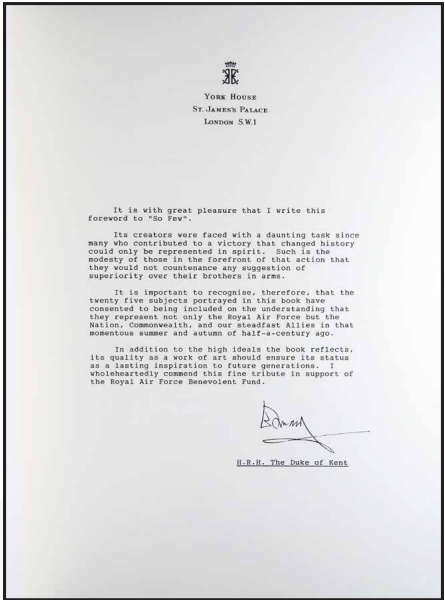 YORK HOUSE
ST. JAMES'S PALACE
LONDON S.W.1
It is with great pleasure that I write this
foreword to "So Few".
Its creators were faced with a daunting task since
many who contributed to a victory that changed history
could only be represented in spirit. Such is the
modesty of those in the forefront of that action that
they would not countenance any suggestion of
superiority over their brothers in arms.
It is important to recognise, therefore, that the
twenty five subjects portrayed in this book have
consented to being included on the understanding that
they represent not only the Royal Air Force but the
Nation, Commonwealth, and our steadfast Allies in that
momentous summer and autumn of half-a-century ago.
In addition to the high ideals the book reflects,
its quality as a work of art should ensure its status
as a lasting inspiration to future generations. I
wholeheartedly commend this fine tribute in support of
the Royal Air Force Benevolent Fund.
H.R.H. The Duke of Kent